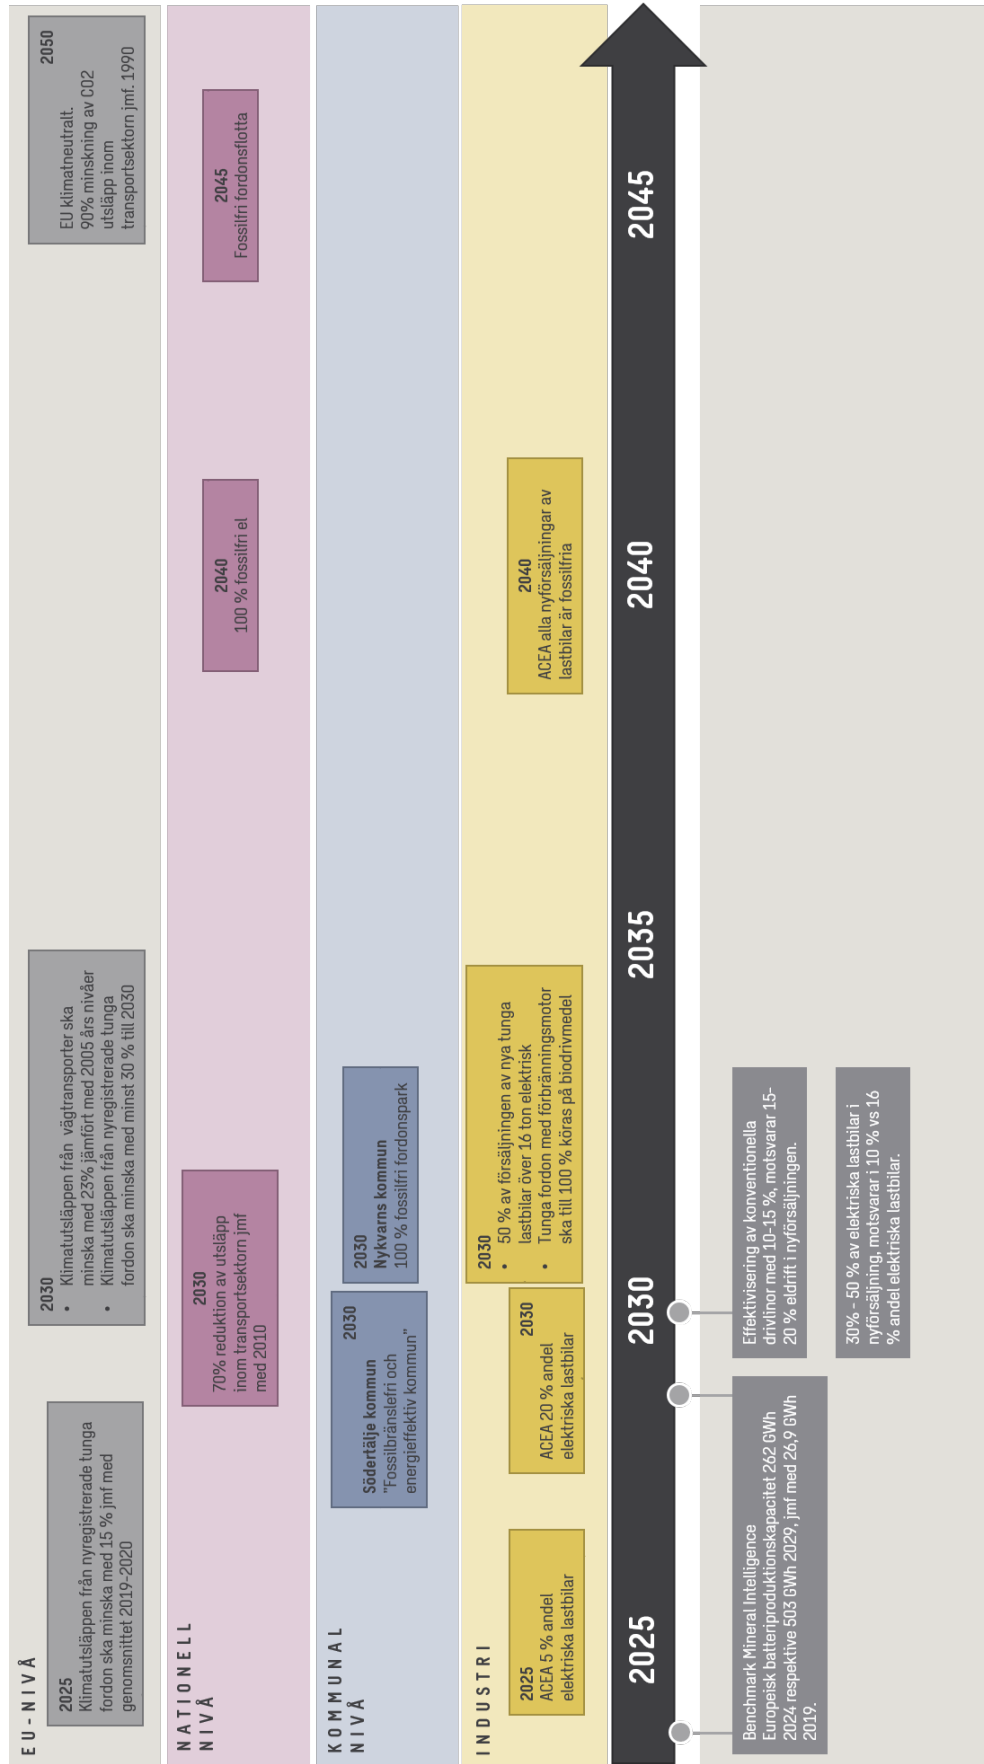 EU-NIVÅ
2025
Klimatutsläppen från nyregistrerade tunga
fordon ska minska med 15 % jmf med
genomsnittet 2019-2020
2030
• Klimatutsläppen från vägtransporter ska
minska med 23% jämfört med 2005 års nivåer
• Klimatutsläppen från nyregistrerade tunga
fordon ska minska med minst 30 % till 2030
2050
EU klimatneutralt.
90% minskning av CO2
utsläpp inom
transportsektorn jmf. 1990
NATIONELL
NIVÅ
2030
70% reduktion av utsläpp
inom transportsektorn jmf
med 2010
2040
100 % fossilfri el
2045
Fossilfri fordonsflotta
KOMMUNAL
NIVÅ
2030
Södertälje kommun
"Fossilbränslefri och
energieffektiv kommun"
2030
Nykvarns kommun
100 % fossilfri fordonspark
INDUSTRI
2025
ACEA 5 % andel
elektriska lastbilar
2030
ACEA 20 % andel
elektriska lastbilar
2030
• 50 % av försäljningen av nya tunga
lastbilar över 16 ton elektrisk
• Tunga fordon med förbränningsmotor
ska till 100 % köras på biodrivmedel
2040
ACEA alla nyförsäljningar av
lastbilar är fossilfria
2025
2030
2035
2040
2045
Benchmark Mineral Intelligence
Europeisk batteriproduktionskapacitet 262 GWh
2024 respektive 503 GWh 2029, jmf med 26,9 GWh
2019.
Effektivisering av konventionella
drivlinor med 10-15 %, motsvarar 15-
20 % eldrift i nyförsäljningen.
30% - 50 % av elektriska lastbilar i
nyförsäljning, motsvarar i 10 % vs 16
% andel elektriska lastbilar.